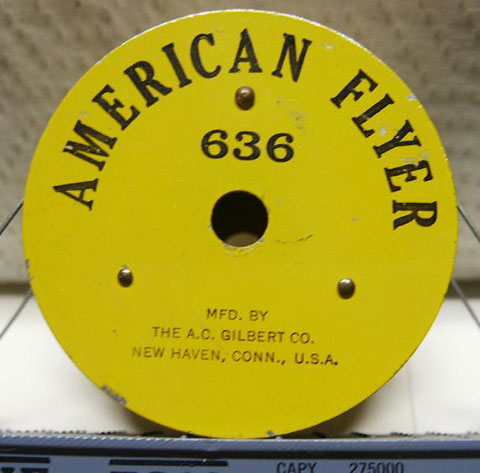 AMERICAN FLYER
636
MFD. BY
THE A.C. GILBERT CO.
NEW HAVEN, CONN., U.S.A.
CAPY 275000